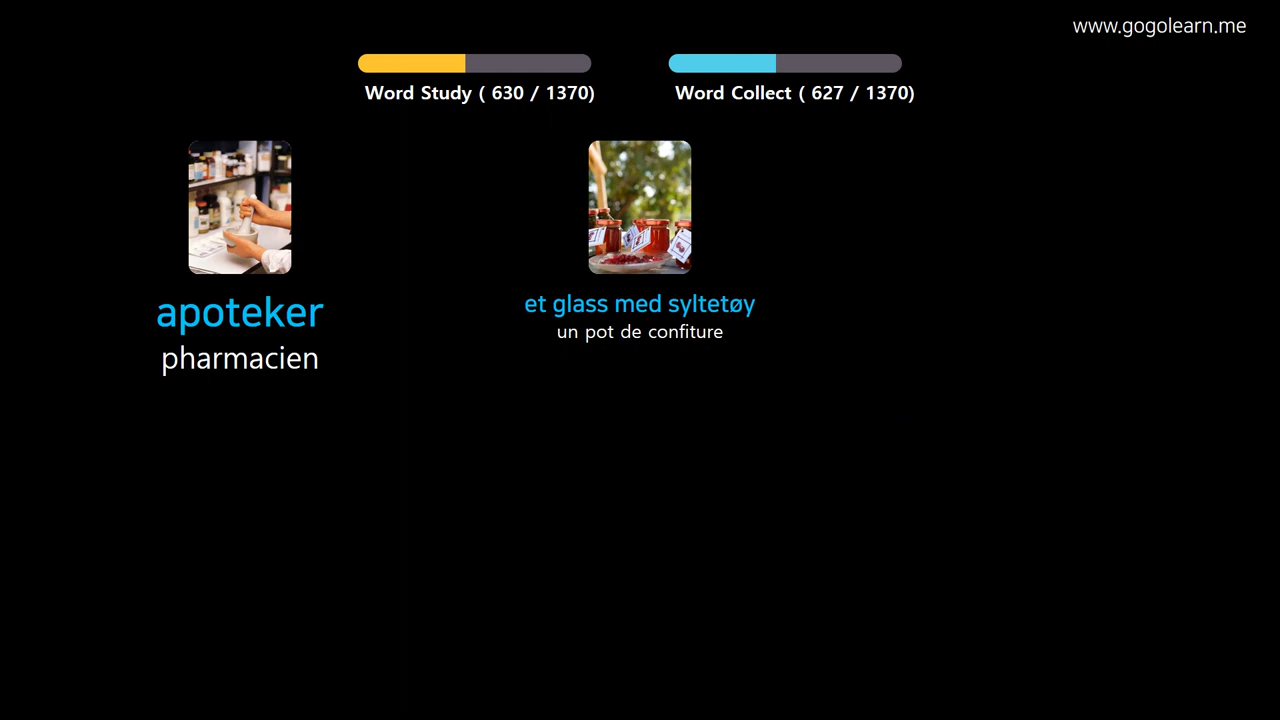 www.gogolearn.me
Word Study ( 630 / 1370)
Word Collect ( 627 / 1370)
apoteker
pharmacien
et glass med syltetøy
un pot de confiture